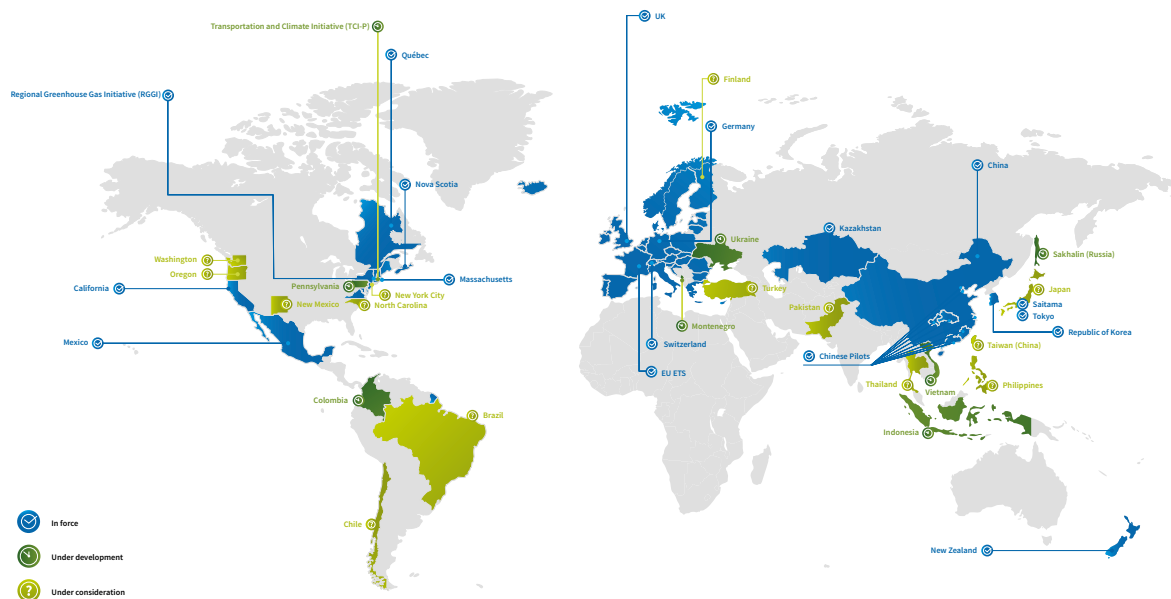 UK
Transportation and Climate Initiative (TCI-P)
Québec
Finland
Regional Greenhouse Gas Initiative (RGGI)
Germany
China
Nova Scotia
Kazakhstan
Ukraine
Sakhalin (Russia)
Washington
Oregon
California
Pennsylvania
Massachusetts
New Mexico
New York City
North Carolina
Turkey
Pakistan
Japan
Saitama
Tokyo
Montenegro
Republic of Korea
Mexico
Switzerland
Taiwan (China)
Chinese Pilots
EU ETS
Thailand
Vietnam
Philippines
Colombia
Brazil
Indonesia
Chile
In force
New Zealand
Under development
Under consideration